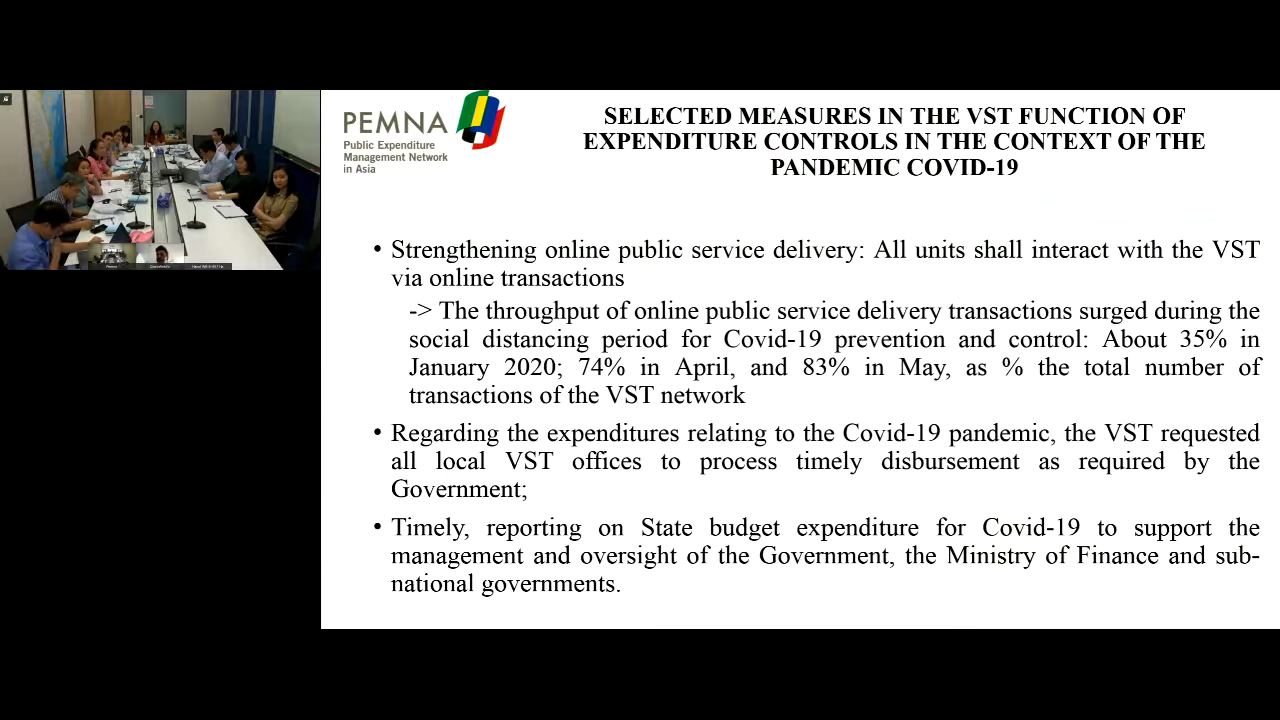 PEMNA
Public Expenditure
Management Network
in Asia
SELECTED MEASURES IN THE VST FUNCTION OF
EXPENDITURE CONTROLS IN THE CONTEXT OF THE
PANDEMIC COVID-19
• Strengthening online public service delivery: All units shall interact with the VST
via online transactions
-> The throughput of online public service delivery transactions surged during the
social distancing period for Covid-19 prevention and control: About 35% in
January 2020; 74% in April, and 83% in May, as % the total number of
transactions of the VST network
• Regarding the expenditures relating to the Covid-19 pandemic, the VST requested
all local VST offices to process timely disbursement as required by the
Government;
• Timely, reporting on State budget expenditure for Covid-19 to support the
management and oversight of the Government, the Ministry of Finance and sub-
national governments.